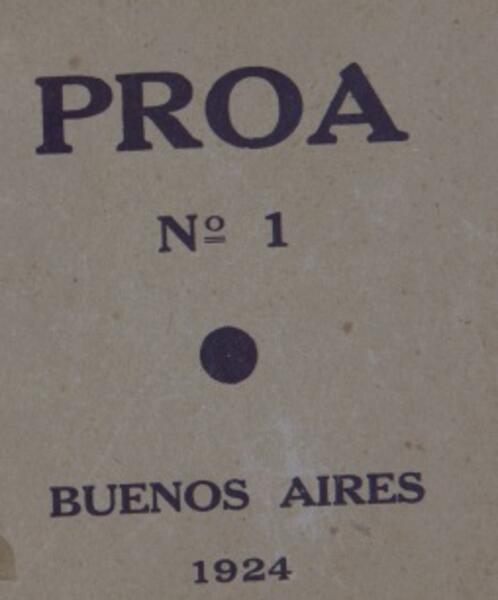 PROA
Nº 1
BUENOS AIRES
1924